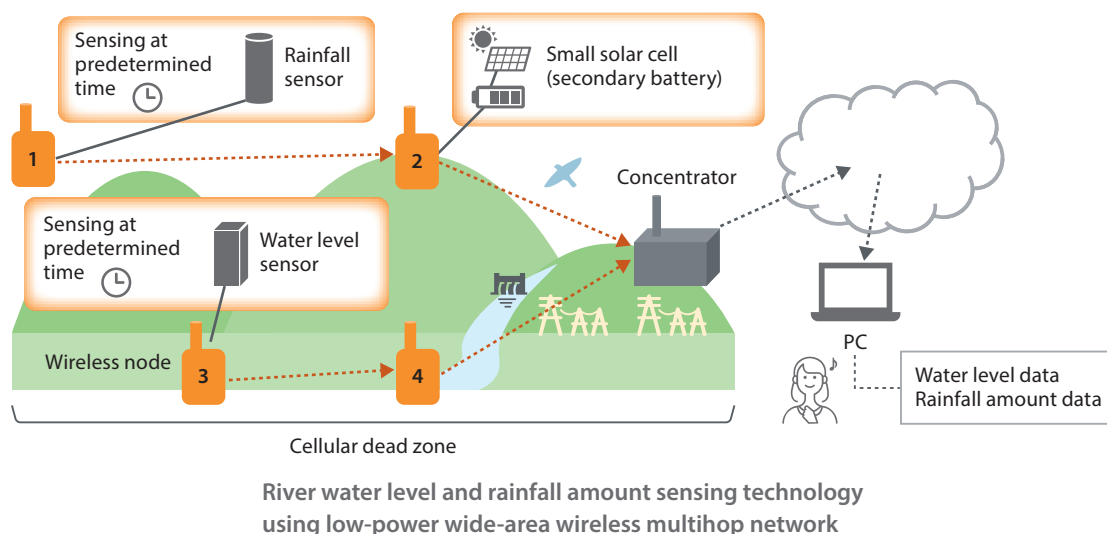 Sensing at
predetermined
time
Rainfall
sensor
Small solar cell
(secondary battery)
1
2
Concentrator
Sensing at
predetermined
time
Water level
sensor
Wireless node
3
4
PC
Water level data
Rainfall amount data
Cellular dead zone
River water level and rainfall amount sensing technology
using low-power wide-area wireless multihop network